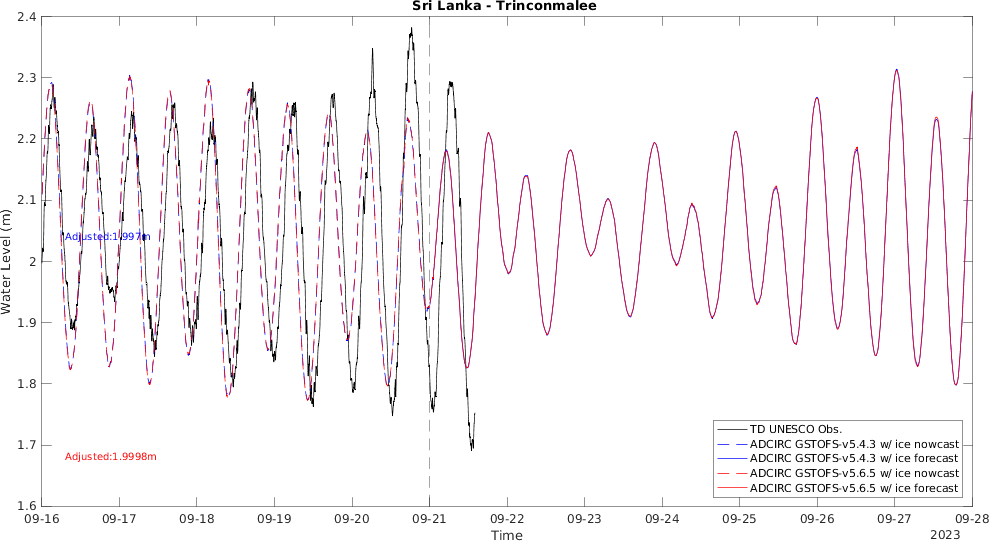 Sri Lanka - Trinconmalee
2.4
2.3
2.2
2.1
2
1.9
1.8
1.7
1.6
Water Level (m)
Adjusted:1.997m
Adjusted:1.9998m
TD UNESCO Obs.
ADCIRC GSTOFS-v5.4.3 w/ ice nowcast
ADCIRC GSTOFS-v5.4.3 w/ ice forecast
ADCIRC GSTOFS-v5.6.5 w/ ice nowcast
ADCIRC GSTOFS-v5.6.5 w/ ice forecast
09-16 09-17 09-18 09-19 09-20 09-21 09-22 09-23 09-24 09-25 09-26 09-27 09-28
Time
2023